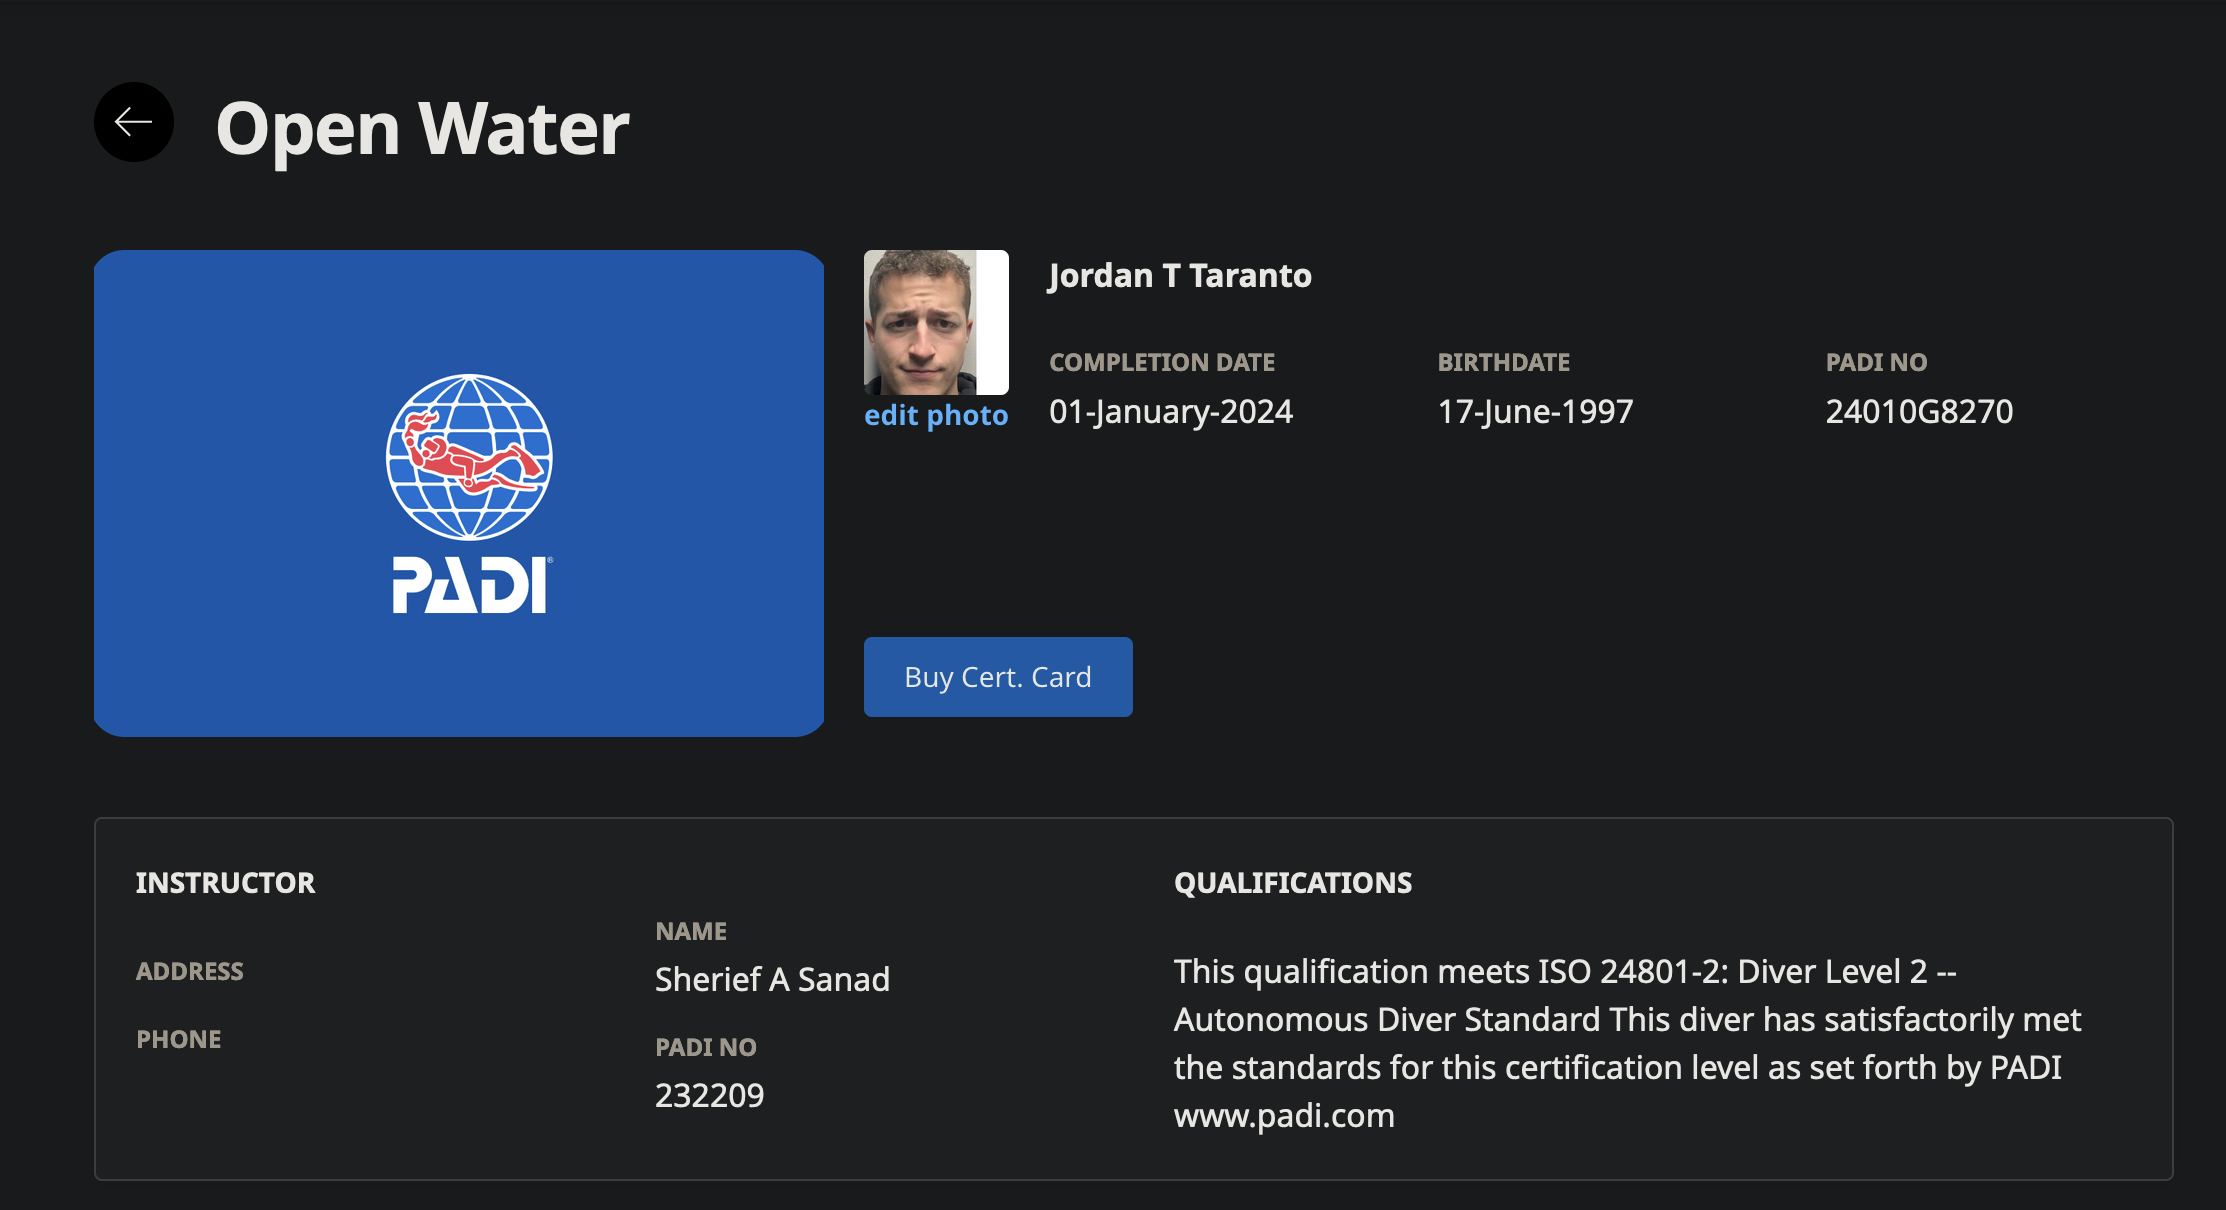 Open Water
PADI®
edit photo
Jordan T Taranto
COMPLETION DATE
01-January-2024
BIRTHDATE
17-June-1997
PADI NO
24010G8270
Buy Cert. Card
INSTRUCTOR
ADDRESS
PHONE
NAME
Sherief A Sanad
PADI NO
232209
QUALIFICATIONS
This qualification meets ISO 24801-2: Diver Level 2 --
Autonomous Diver Standard This diver has satisfactorily met
the standards for this certification level as set forth by PADI
www.padi.com